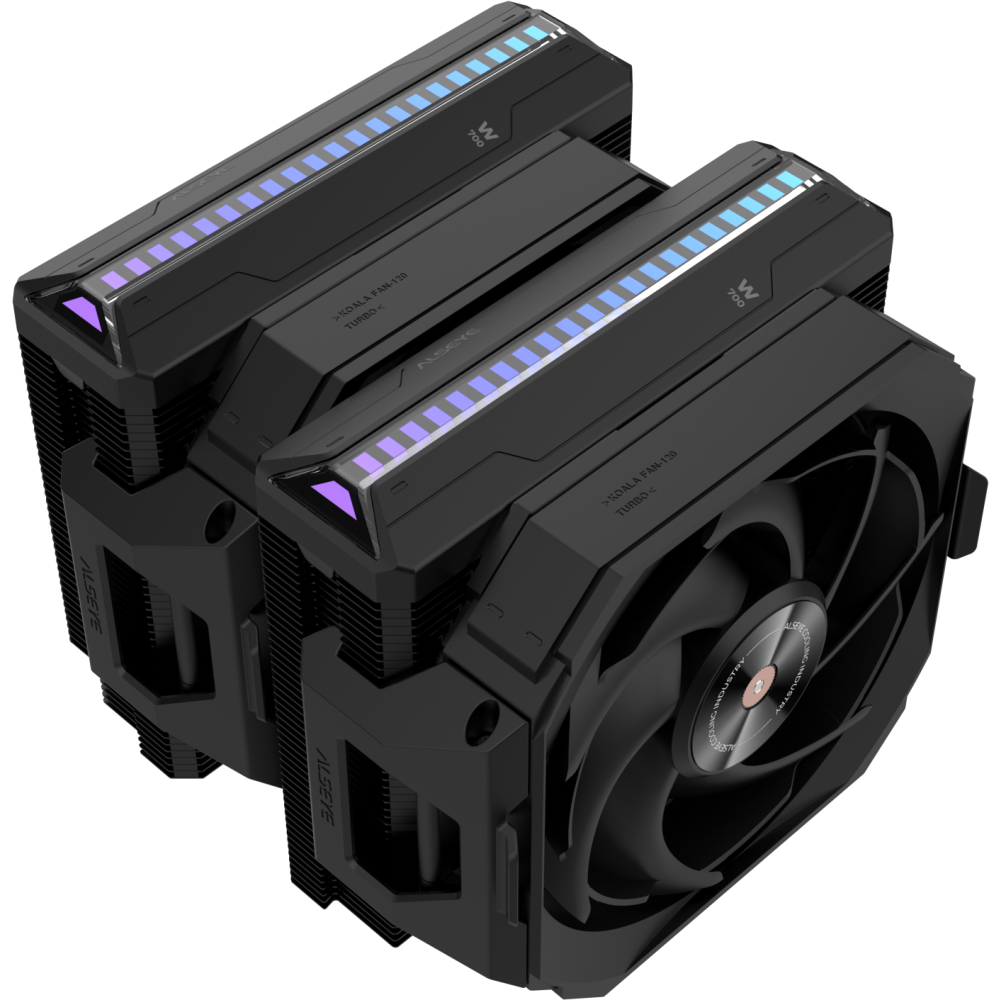 ALSEYE
W
700
>KOALA FAN-120
TURBO<
ALSEYE
W
700
>KOALA FAN-120
TURBO<
ALSEYE
ALSEYE
ALSEYE COOLING INDUSTRY
ALSEYE COOLING INDUSTRY